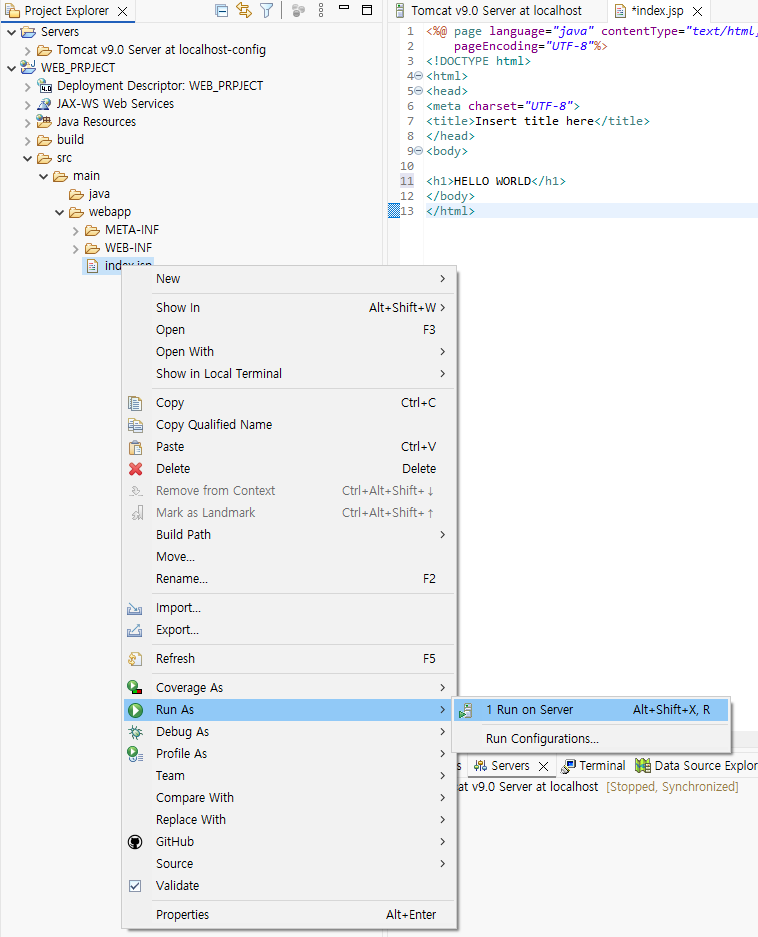 Project Explorer
Servers
Tomcat v9.0 Server at localhost-config
WEB_PRPJECT
Deployment Descriptor: WEB_PRPJECT
JAX-WS Web Services
Java Resources
build
src
main
java
webapp
META-INF
WEB-INF
index.jsp
Tomcat v9.0 Server at localhost
*index.jsp
1 <%@ page language="java" contentType="text/html;
2 pageEncoding="UTF-8"%>
3 <!DOCTYPE html>
4 <html>
5 <head>
6 <meta charset="UTF-8">
7 <title>Insert title here</title>
8 </head>
9 <body>
10
11 <h1>HELLO WORLD</h1>
12 </body>
13 </html>
New
Show In Alt+Shift+W
Open F3
Open With
Show in Local Terminal
Copy Ctrl+C
Copy Qualified Name
Paste Ctrl+V
Delete Delete
Remove from Context Ctrl+Alt+Shift+↓
Mark as Landmark Ctrl+Alt+Shift+↑
Build Path
Move...
Rename... F2
Import...
Export...
Refresh F5
Coverage As
Run As
Debug As
Profile As
Team
Compare With
Replace With
GitHub
Source
Validate
Properties Alt+Enter
1 Run on Server Alt+Shift+X, R
Run Configurations...
s Servers Terminal Data Source Explor
at v9.0 Server at localhost [Stopped, Synchronized]